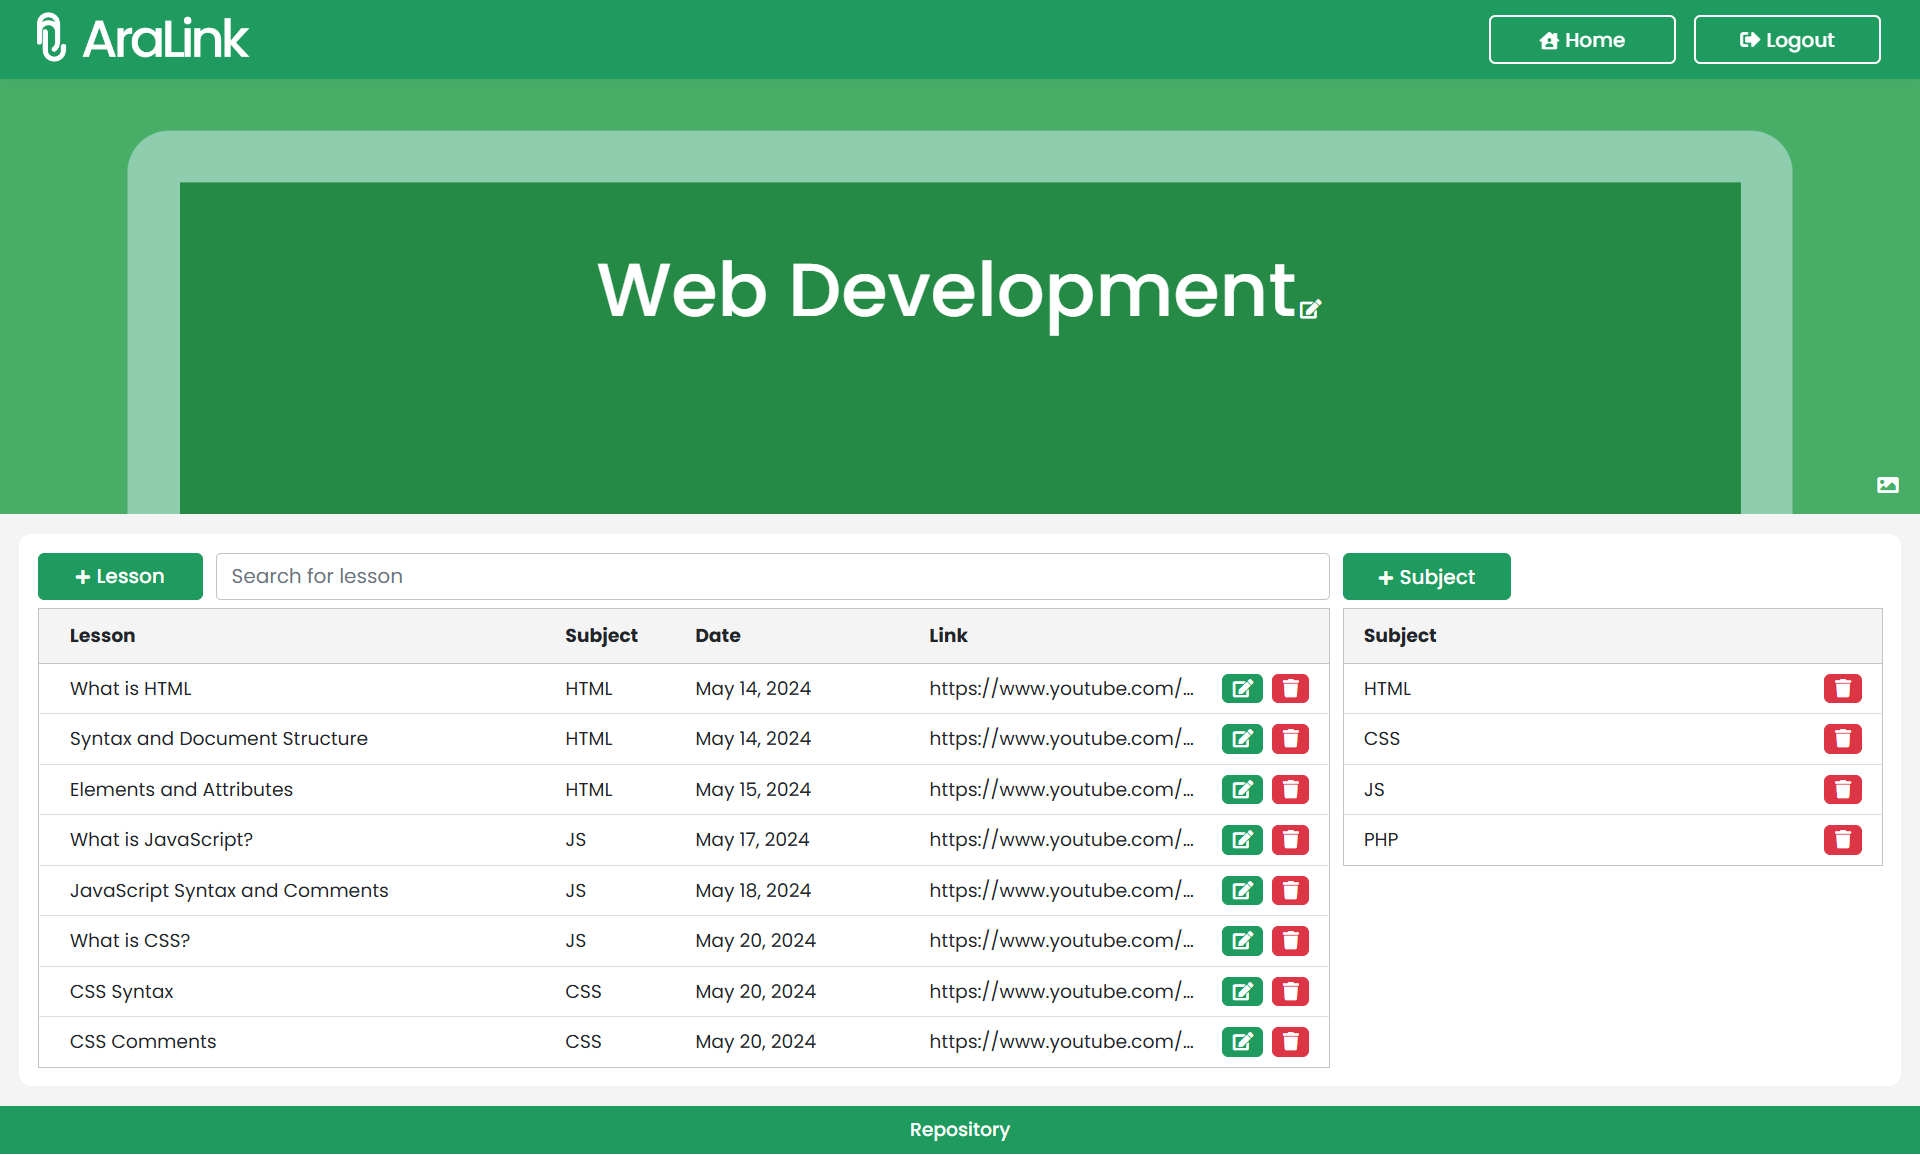 AraLink
Home
Logout
Web Development
+ Lesson
Search for lesson
+ Subject
Lesson Subject Date Link
What is HTML HTML May 14, 2024 https://www.youtube.com/...
Syntax and Document Structure HTML May 14, 2024 https://www.youtube.com/...
Elements and Attributes HTML May 15, 2024 https://www.youtube.com/...
What is JavaScript? JS May 17, 2024 https://www.youtube.com/...
JavaScript Syntax and Comments JS May 18, 2024 https://www.youtube.com/...
What is CSS? JS May 20, 2024 https://www.youtube.com/...
CSS Syntax CSS May 20, 2024 https://www.youtube.com/...
CSS Comments CSS May 20, 2024 https://www.youtube.com/...
Subject
HTML
CSS
JS
PHP
Repository